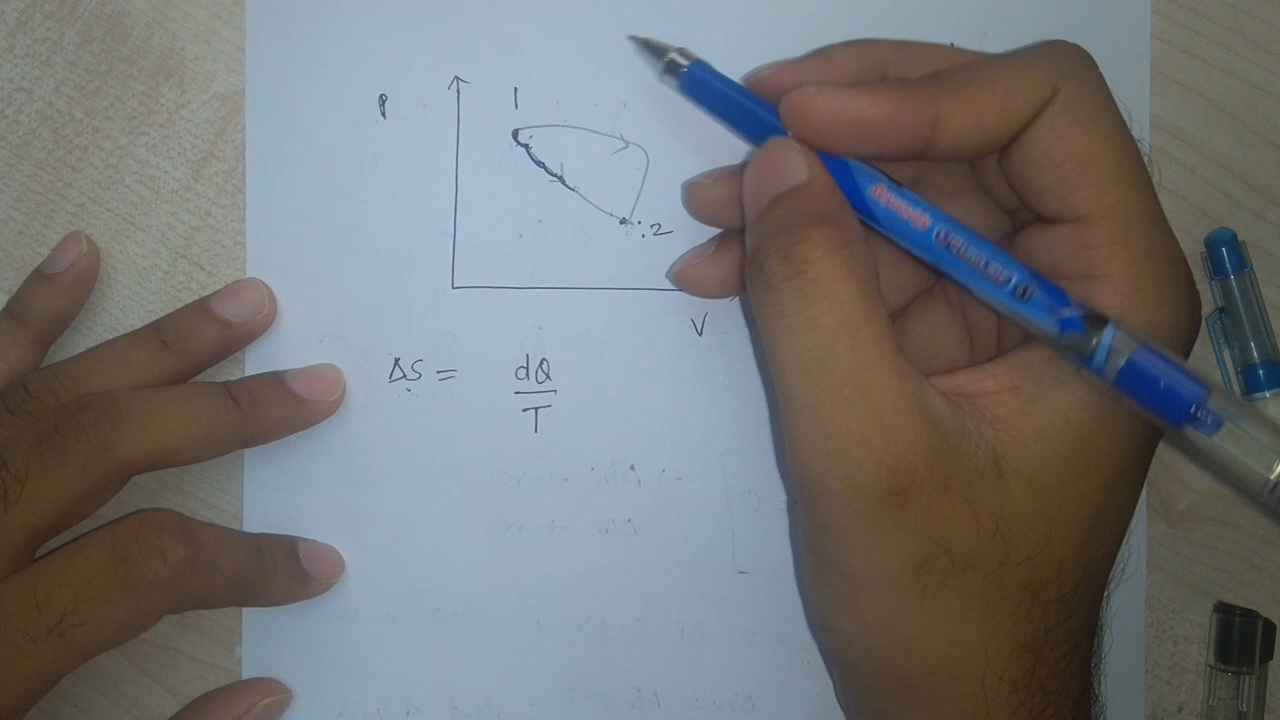 P
1
:2
V
ΔS = dQ
T